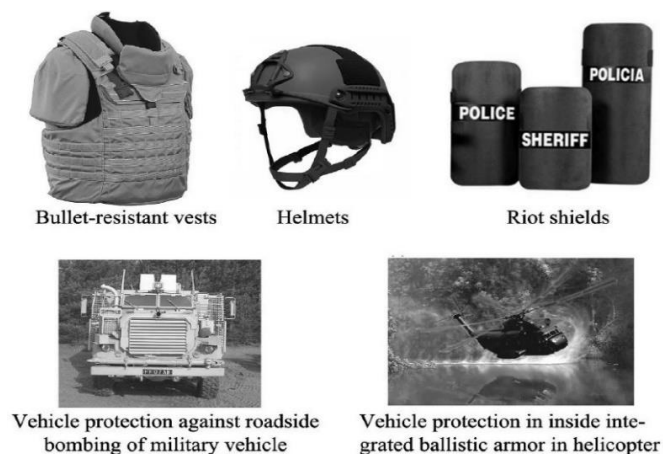 POLICE
SHERIFF
POLICIA
Bullet-resistant vests
Helmets
Riot shields
Vehicle protection against roadside
bombing of military vehicle
Vehicle protection in inside inte-
grated ballistic armor in helicopter